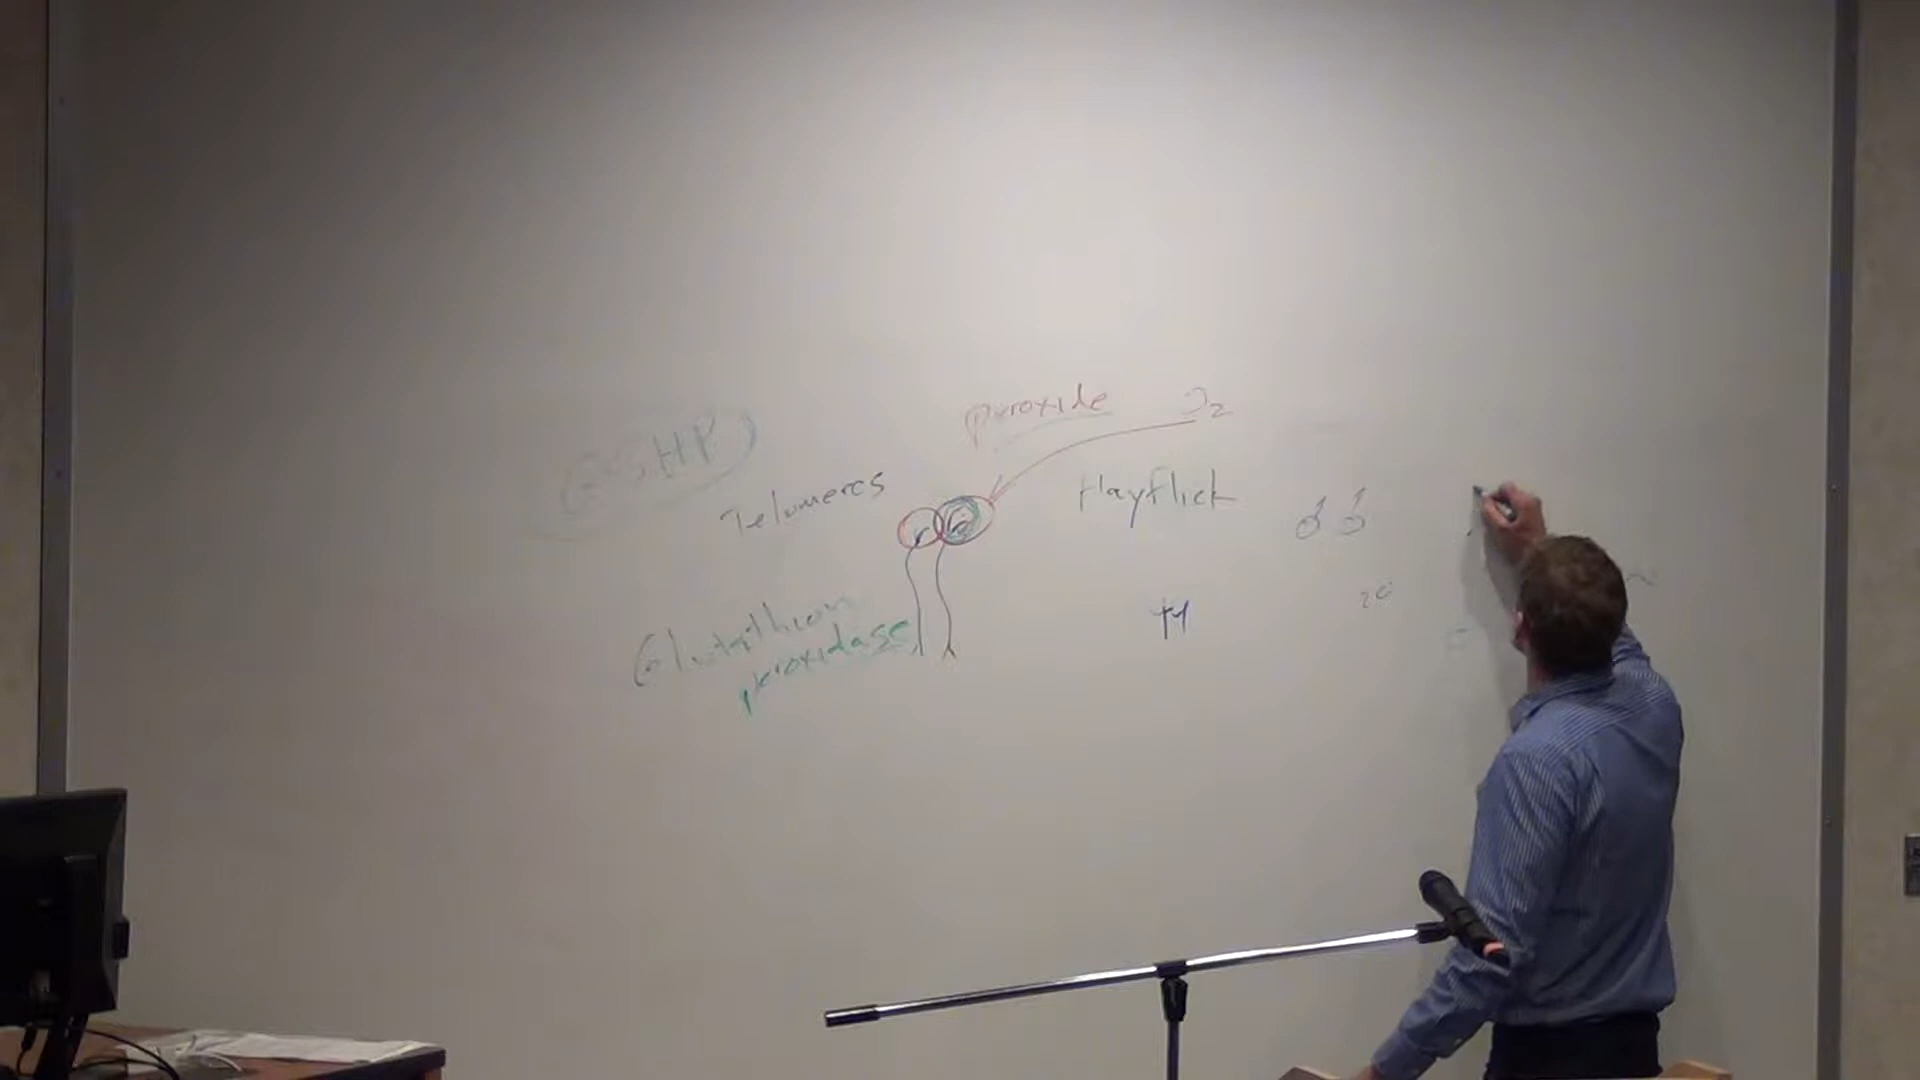 peroxide O2
GSHP
Telomeres
Hayflick
♂ ♂
Glutathion
peroxidase